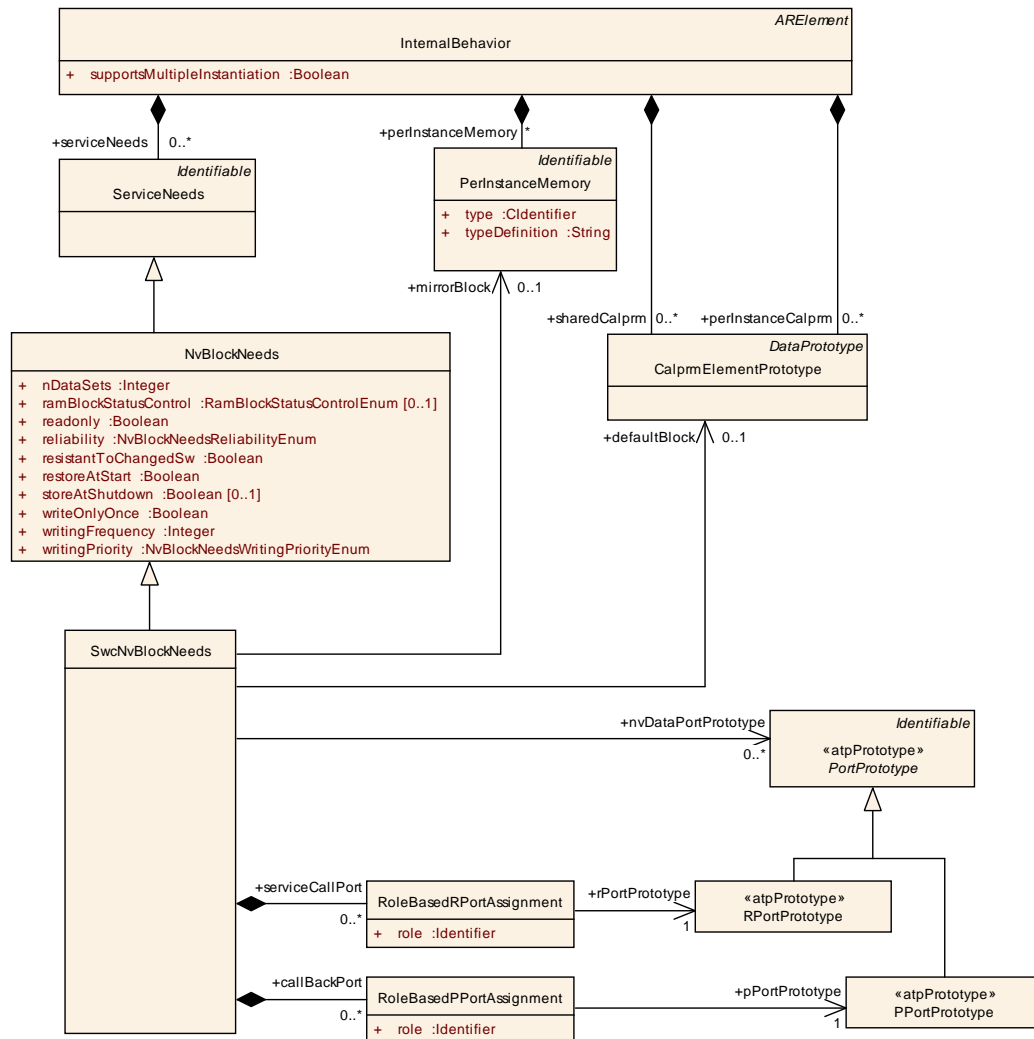 ARElement
InternalBehavior
+ supportsMultipleInstantiation :Boolean
+serviceNeeds 0..*
+perInstanceMemory *
Identifiable
ServiceNeeds
Identifiable
PerInstanceMemory
+ type :CIdentifier
+ typeDefinition :String
+mirrorBlock 0..1
+sharedCalprm 0..*
+perInstanceCalprm 0..*
NvBlockNeeds
+ nDataSets :Integer
+ ramBlockStatusControl :RamBlockStatusControlEnum [0..1]
+ readonly :Boolean
+ reliability :NvBlockNeedsReliabilityEnum
+ resistantToChangedSw :Boolean
+ restoreAtStart :Boolean
+ storeAtShutdown :Boolean [0..1]
+ writeOnlyOnce :Boolean
+ writingFrequency :Integer
+ writingPriority :NvBlockNeedsWritingPriorityEnum
DataPrototype
CalprmElementPrototype
+defaultBlock 0..1
SwcNvBlockNeeds
+nvDataPortPrototype
0..*
Identifiable
«atpPrototype»
PortPrototype
+serviceCallPort
0..*
RoleBasedRPortAssignment
+ role :Identifier
+rPortPrototype
1
«atpPrototype»
RPortPrototype
+callBackPort
0..*
RoleBasedPPortAssignment
+ role :Identifier
+pPortPrototype
1
«atpPrototype»
PPortPrototype